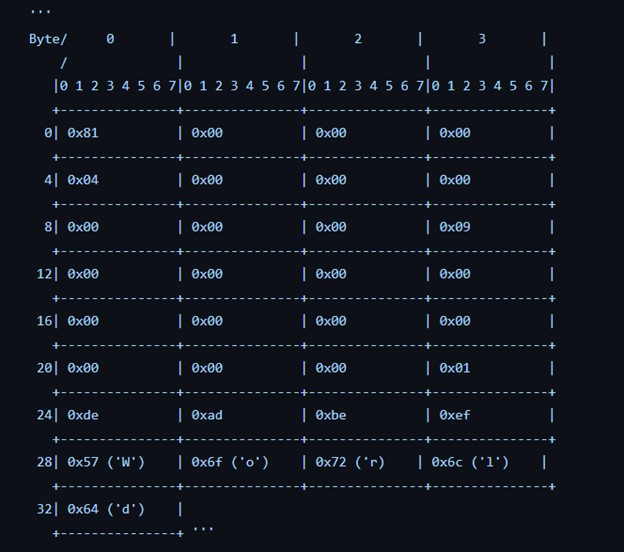 ...
Byte/     0       |       1       |       2       |       3       |
    /              |               |               |               |
   |0 1 2 3 4 5 6 7|0 1 2 3 4 5 6 7|0 1 2 3 4 5 6 7|0 1 2 3 4 5 6 7|
   +---------------+---------------+---------------+---------------+
  0| 0x81          | 0x00          | 0x00          | 0x00          |
   +---------------+---------------+---------------+---------------+
  4| 0x04          | 0x00          | 0x00          | 0x00          |
   +---------------+---------------+---------------+---------------+
  8| 0x00          | 0x00          | 0x00          | 0x09          |
   +---------------+---------------+---------------+---------------+
 12| 0x00          | 0x00          | 0x00          | 0x00          |
   +---------------+---------------+---------------+---------------+
 16| 0x00          | 0x00          | 0x00          | 0x00          |
   +---------------+---------------+---------------+---------------+
 20| 0x00          | 0x00          | 0x00          | 0x01          |
   +---------------+---------------+---------------+---------------+
 24| 0xde          | 0xad          | 0xbe          | 0xef          |
   +---------------+---------------+---------------+---------------+
 28| 0x57 ('W')    | 0x6f ('o')    | 0x72 ('r)    | 0x6c ('l')    |
   +---------------+---------------+---------------+---------------+
 32| 0x64 ('d')    |
   +---------------+ ...